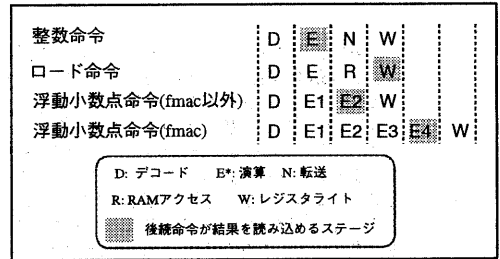 整数命令 D E N W
ロード命令 D E R W
浮動小数点命令(fmac以外) D E1 E2 W
浮動小数点命令(fmac) D E1 E2 E3 E4 W
D: デコード E*: 演算 N: 転送
R: RAMアクセス W: レジスタライト
後続命令が結果を読み込めるステージ